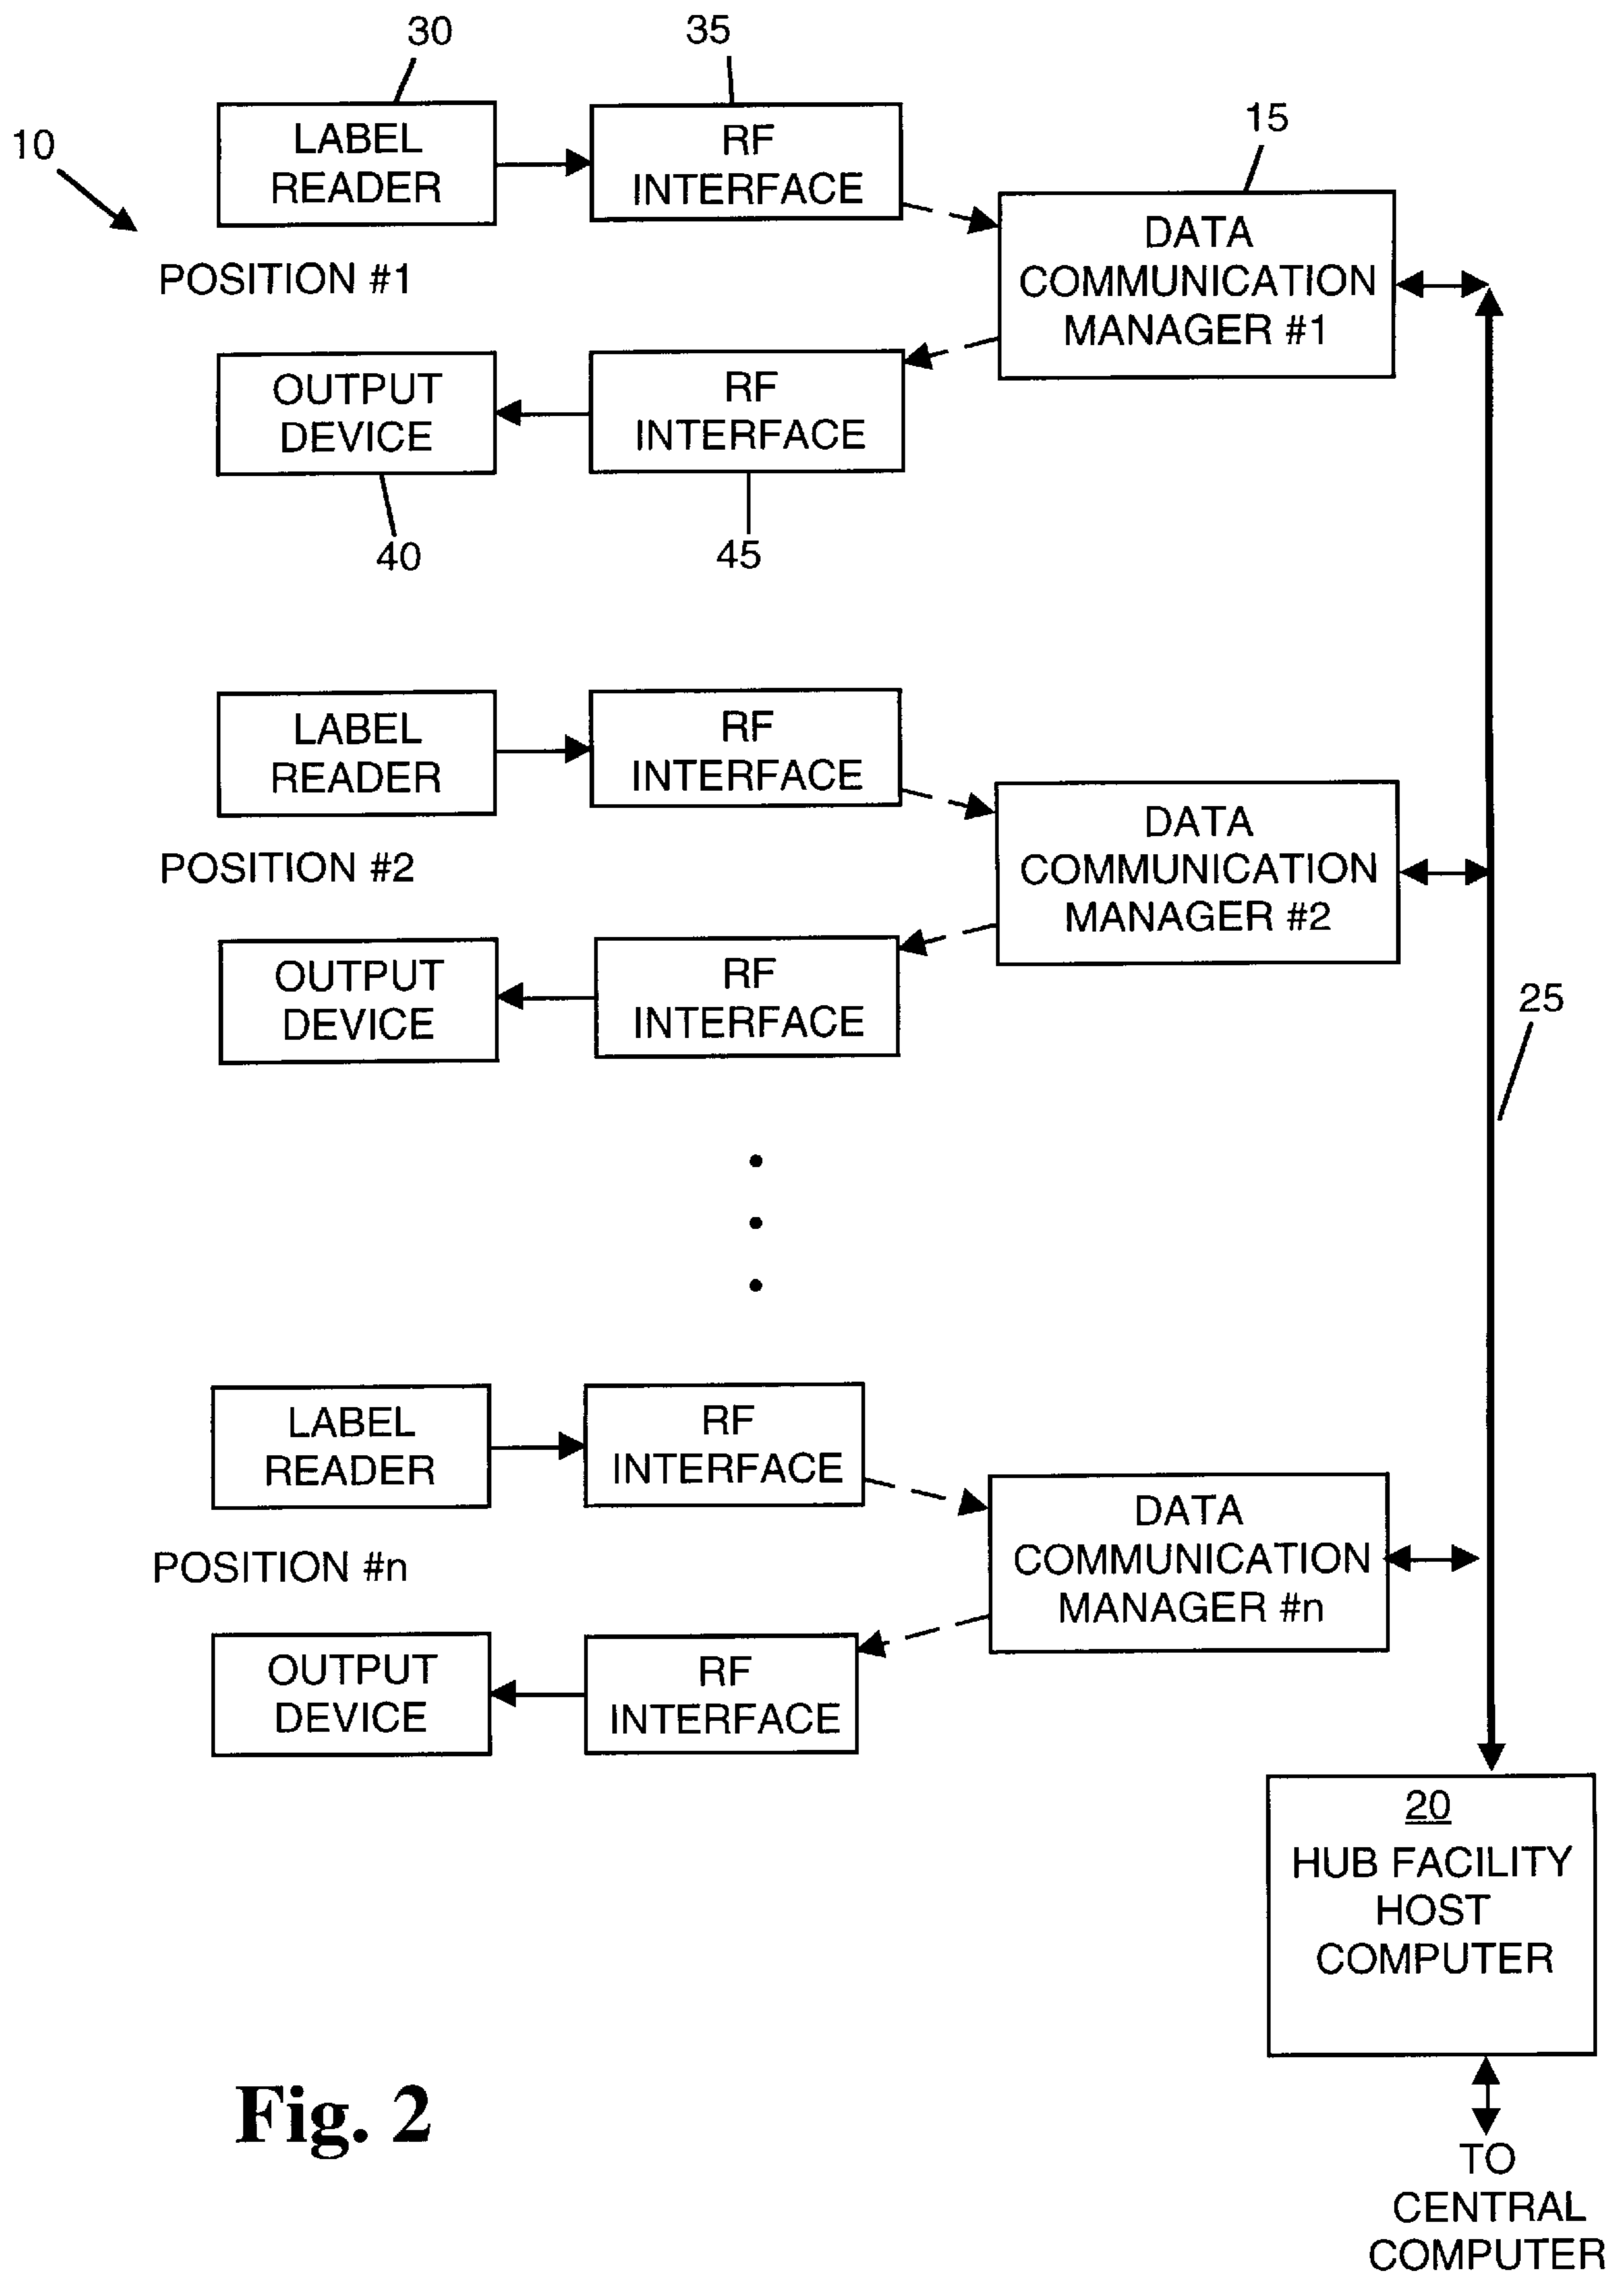 30
35
10
15
LABEL
READER
RF
INTERFACE
DATA
COMMUNICATION
MANAGER #1
POSITION #1
OUTPUT
DEVICE
RF
INTERFACE
40
45
LABEL
READER
RF
INTERFACE
DATA
COMMUNICATION
MANAGER #2
POSITION #2
OUTPUT
DEVICE
RF
INTERFACE
25
LABEL
READER
RF
INTERFACE
DATA
COMMUNICATION
MANAGER #n
POSITION #n
OUTPUT
DEVICE
RF
INTERFACE
20
HUB FACILITY
HOST
COMPUTER
Fig. 2
TO
CENTRAL
COMPUTER